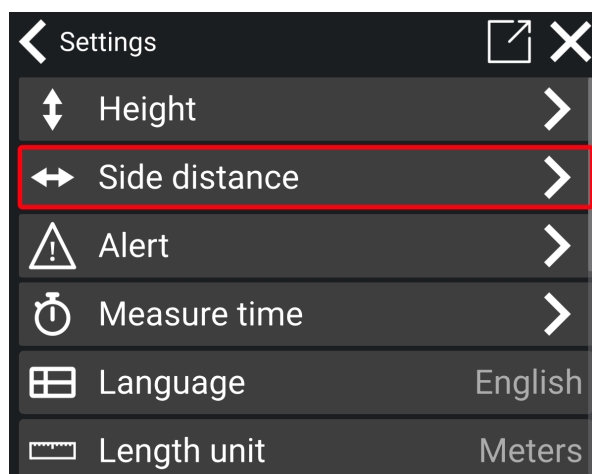 Settings
Height
Side distance
Alert
Measure time
Language English
Length unit Meters